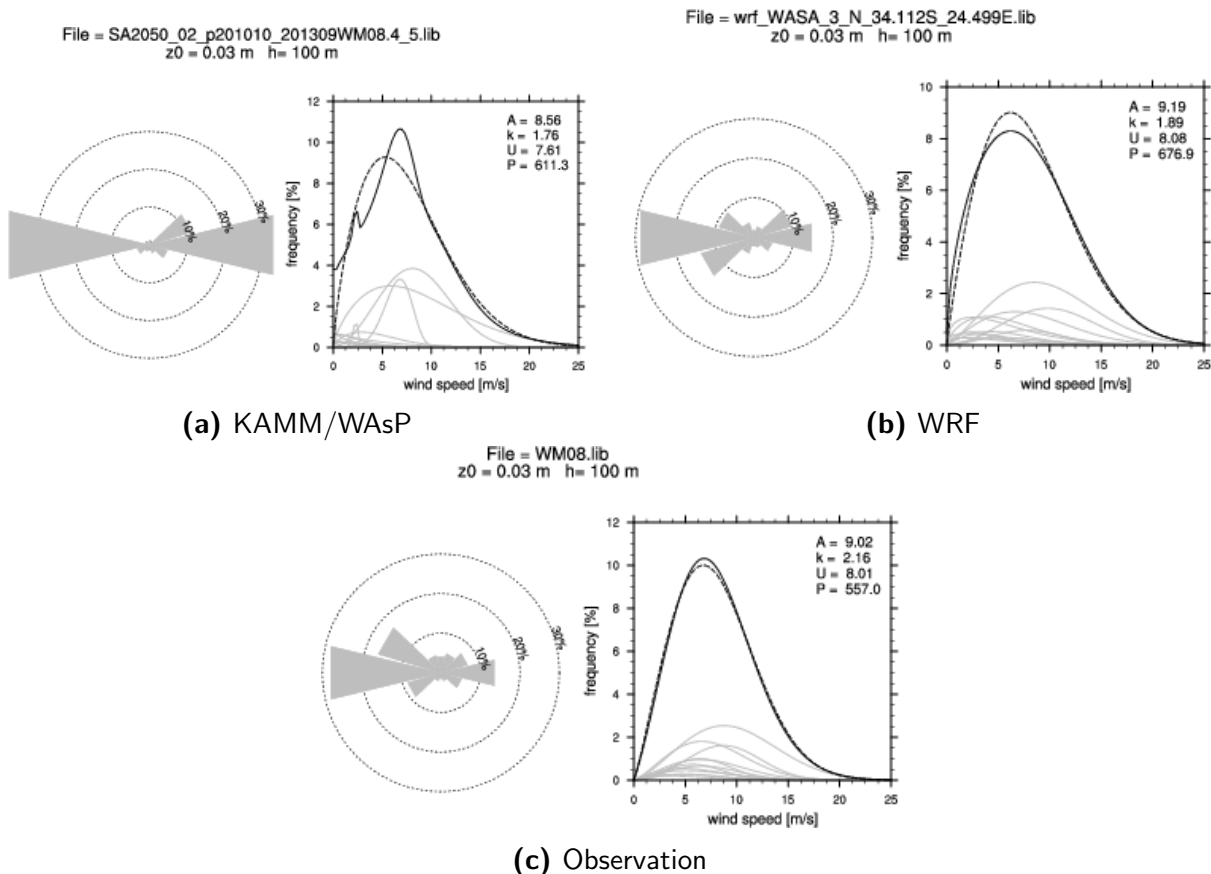 File = SA2050_02_p201010_201309WM08.4_5.lib
z0 = 0.03 m h= 100 m
10%
20%
30%
12
10
8
6
4
2
0
frequency [%]
A = 8.56
k = 1.76
U = 7.61
P = 611.3
0 5 10 15 20 25
wind speed [m/s]
(a) KAMM/WAsP
File = wrf_WASA_3_N_34.112S_24.499E.lib
z0 = 0.03 m h= 100 m
10%
20%
30%
10
8
6
4
2
0
frequency [%]
A = 9.19
k = 1.89
U = 8.08
P = 676.9
0 5 10 15 20 25
wind speed [m/s]
(b) WRF
File = WM08.lib
z0 = 0.03 m h= 100 m
10%
20%
30%
12
10
8
6
4
2
0
frequency [%]
A = 9.02
k = 2.16
U = 8.01
P = 557.0
0 5 10 15 20 25
wind speed [m/s]
(c) Observation